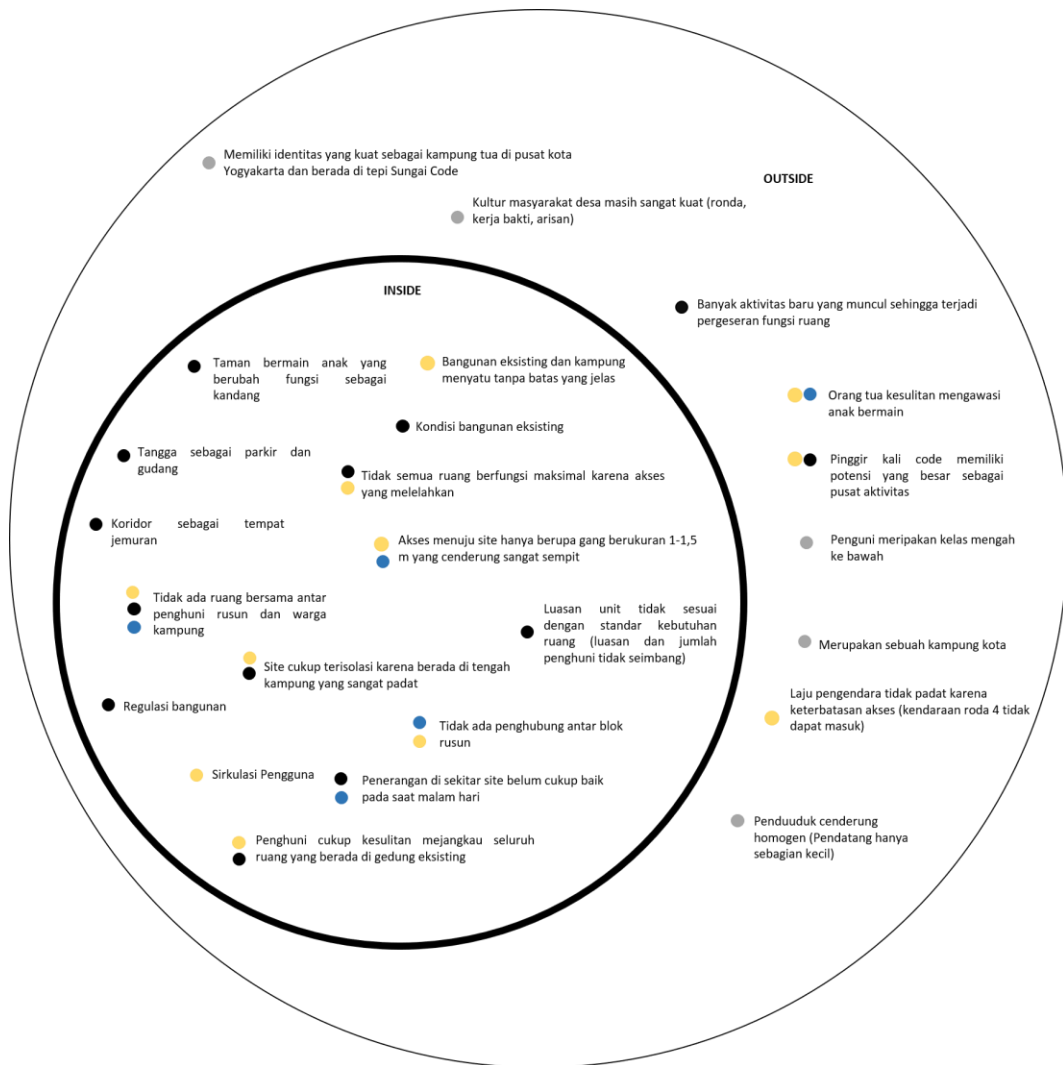 Memiliki identitas yang kuat sebagai kampung tua di pusat kota
Yogyakarta dan berada di tepi Sungai Code
OUTSIDE
Kultur masyarakat desa masih sangat kuat (ronda,
kerja bakti, arisan)
INSIDE
Banyak aktivitas baru yang muncul sehingga terjadi
pergeseran fungsi ruang
Taman bermain anak yang
berubah fungsi sebagai
kandang
Bangunan eksisting dan kampung
menyatu tanpa batas yang jelas
Orang tua kesulitan mengawasi
anak bermain
Kondisi bangunan eksisting
Tangga sebagai parkir dan
gudang
Tidak semua ruang berfungsi maksimal karena akses
yang melelahkan
Pinggir kali code memiliki
potensi yang besar sebagai
pusat aktivitas
Koridor sebagai tempat
jemuran
Akses menuju site hanya berupa gang berukuran 1-1,5
m yang cenderung sangat sempit
Penguni meripakan kelas mengah
ke bawah
Tidak ada ruang bersama antar
penghuni rusun dan warga
kampung
Luasan unit tidak sesuai
dengan standar kebutuhan
ruang (luasan dan jumlah
penghuni tidak seimbang)
Merupakan sebuah kampung kota
Site cukup terisolasi karena berada di tengah
kampung yang sangat padat
Regulasi bangunan
Laju pengendara tidak padat karena
keterbatasan akses (kendaraan roda 4 tidak
dapat masuk)
Tidak ada penghubung antar blok
rusun
Sirkulasi Pengguna
Penerangan di sekitar site belum cukup baik
pada saat malam hari
Penduuduk cenderung
homogen (Pendatang hanya
sebagian kecil)
Penghuni cukup kesulitan mejangkau seluruh
ruang yang berada di gedung eksisting